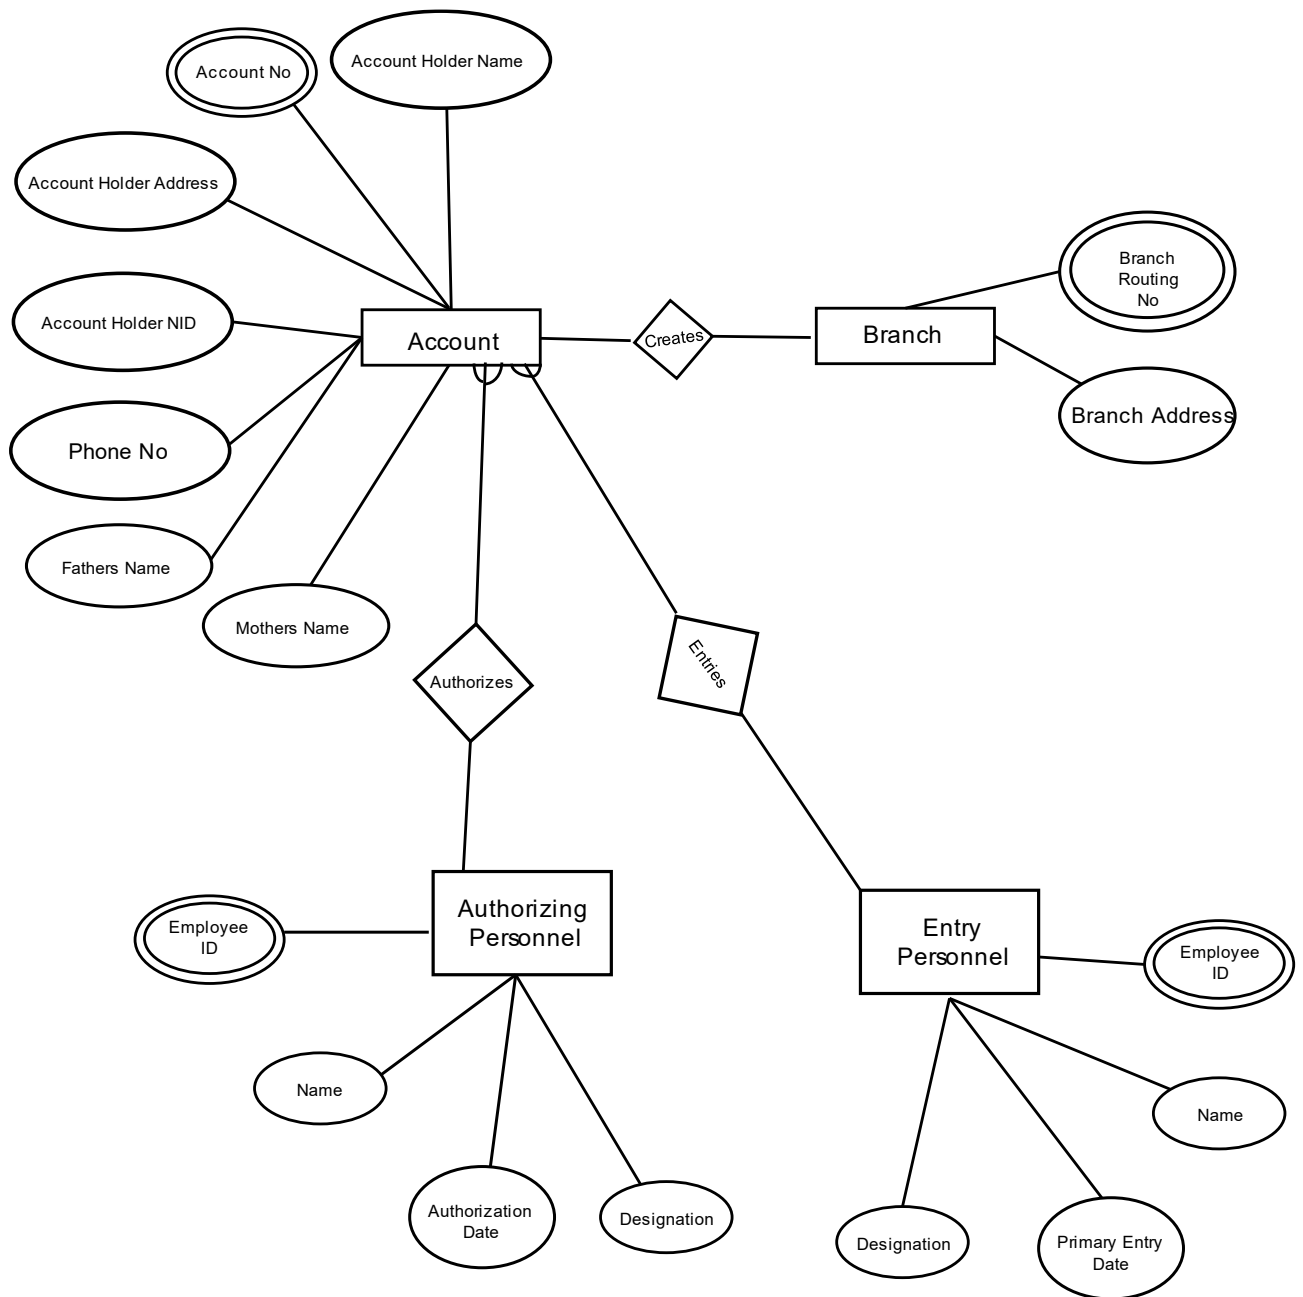 Account No
Account Holder Name
Account Holder Address
Account Holder NID
Phone No
Fathers Name
Mothers Name
Account
Creates
Branch
Branch
Routing
No
Branch Address
Authorizes
Entries
Authorizing
Personnel
Employee
ID
Name
Authorization
Date
Designation
Entry
Personnel
Employee
ID
Name
Designation
Primary Entry
Date